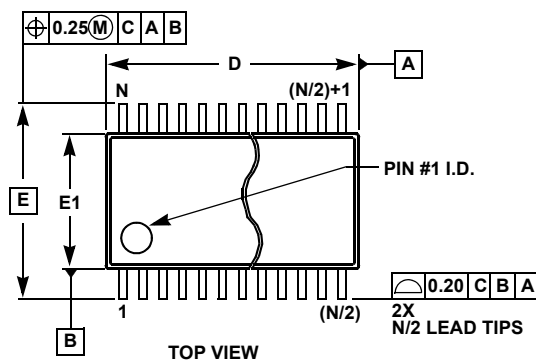 ⌖ 0.25 Ⓜ C A B
D
A
N
(N/2)+1
PIN #1 I.D.
E
E1
1
(N/2)
⌓ 0.20 C B A
2X
N/2 LEAD TIPS
B
TOP VIEW